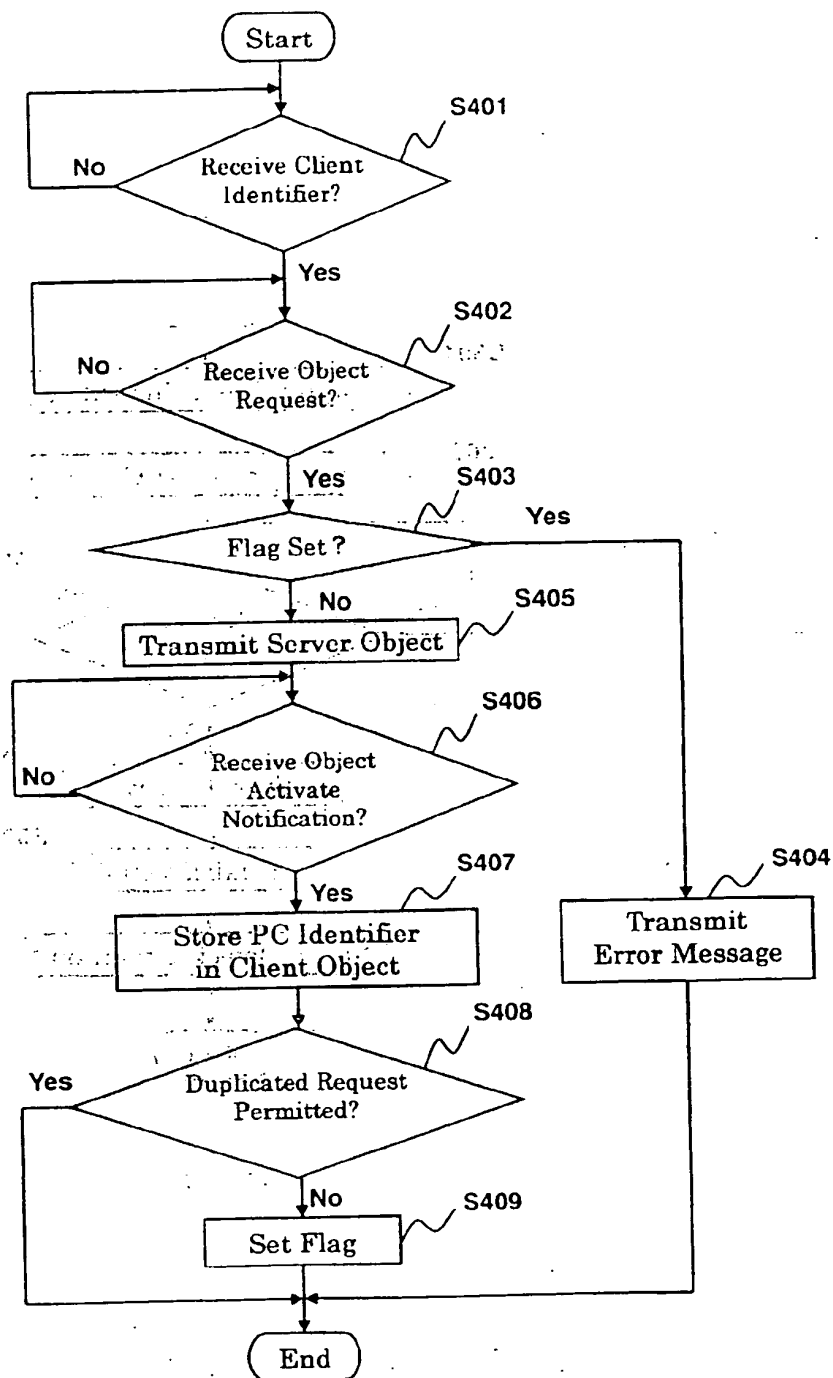 Start
S401
No
Receive Client
Identifier?
Yes
S402
No
Receive Object
Request?
Yes
S403
Yes
Flag Set ?
No
S405
Transmit Server Object
S406
No
Receive Object
Activate
Notification?
S407
Yes
S404
Store PC Identifier
in Client Object
Transmit
Error Message
S408
Yes
Duplicated Request
Permitted?
No
S409
Set Flag
End